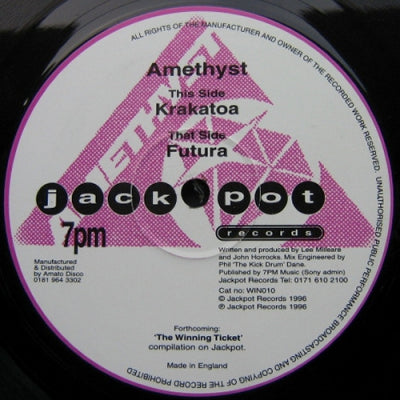 ALL RIGHTS OF THE MANUFACTURER AND OWNER OF THE RECORDED WORK RESERVED. UNAUTHORISED PUBLIC PERFORMANCE BROADCASTING AND COPYING OF THIS RECORD PROHIBITED
AMETHYST
Amethyst
This Side
Krakatoa
That Side
Futura
jackpot
records
7pm
Manufactured
& Distributed
by Amato Disco
0181 964 3302
Written and produced by Lee Milleara
and John Horrocks. Mix Engineered by
Phil 'The Kick Drum' Dane.
Published by 7PM Music (Sony admin)
Jackpot Records Tel: 0171 610 2100
Cat no: WIN010
© Jackpot Records 1996
℗ Jackpot Records 1996
Forthcoming:
'The Winning Ticket'
compilation on Jackpot.
Made in England